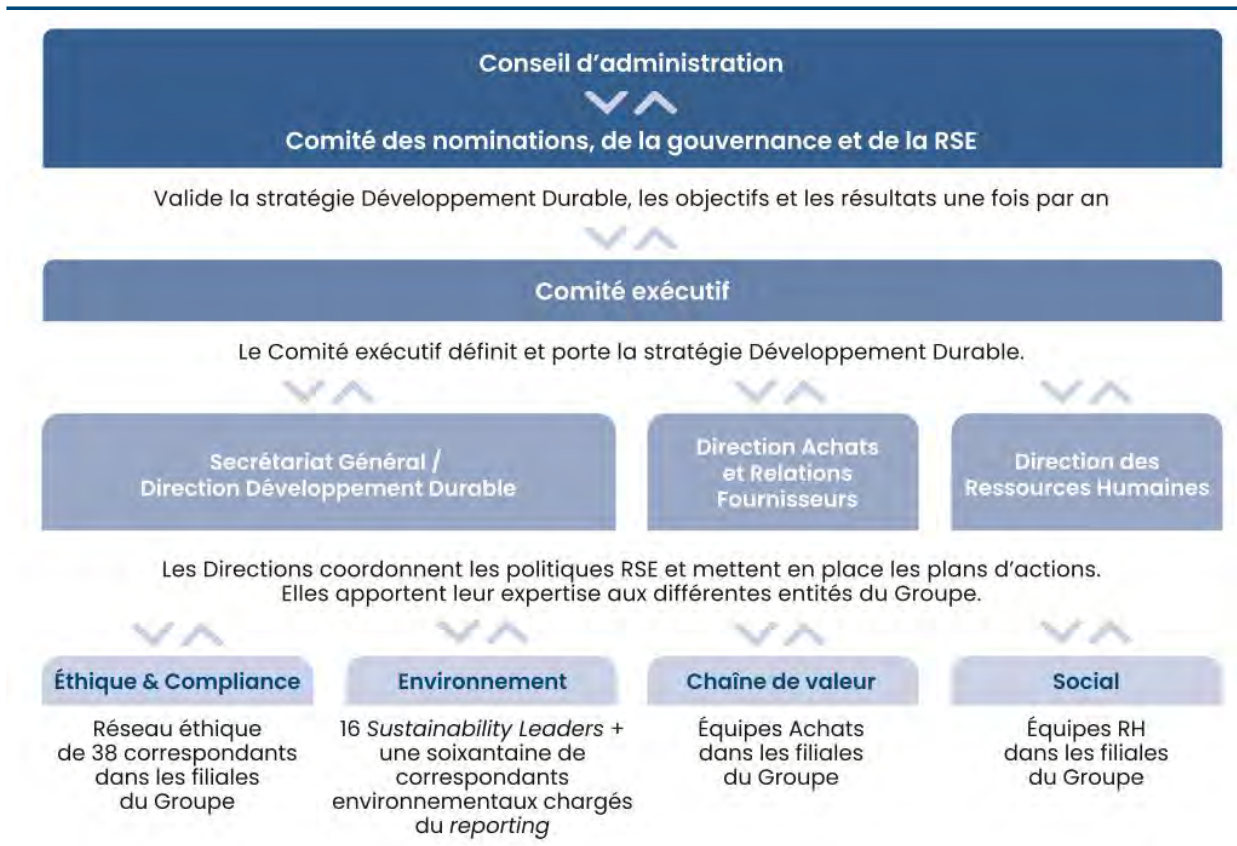 Conseil d'administration
Comité des nominations, de la gouvernance et de la RSE
Valide la stratégie Développement Durable, les objectifs et les résultats une fois par an
Comité exécutif
Le Comité exécutif définit et porte la stratégie Développement Durable.
Secrétariat Général /
Direction Développement Durable
Direction Achats
et Relations
Fournisseurs
Direction des
Ressources Humaines
Les Directions coordonnent les politiques RSE et mettent en place les plans d'actions.
Elles apportent leur expertise aux différentes entités du Groupe.
Éthique & Compliance
Réseau éthique
de 38 correspondants
dans les filiales
du Groupe
Environnement
16 Sustainability Leaders +
une soixantaine de
correspondants
environnementaux chargés
du reporting
Chaîne de valeur
Équipes Achats
dans les filiales
du Groupe
Social
Équipes RH
dans les filiales
du Groupe